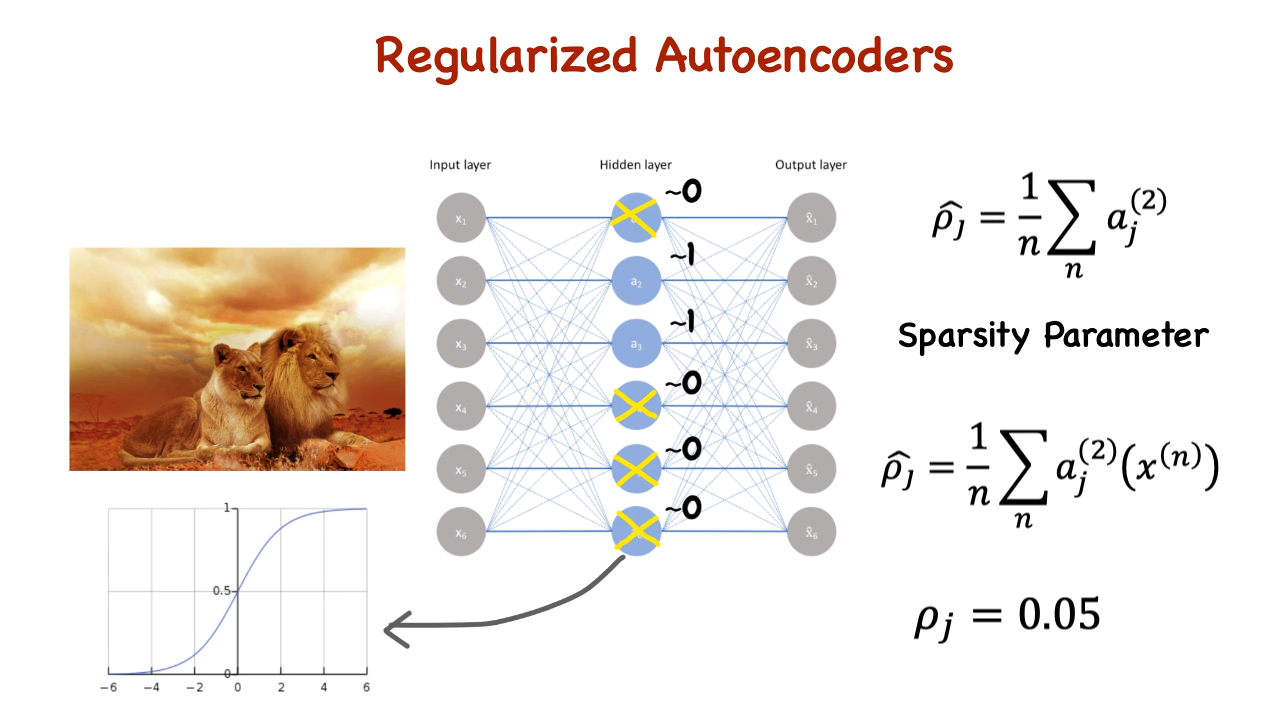 Regularized Autoencoders
Input layer
Hidden layer
Output layer
x₁
~0
x̂₁
x₂
a₂
~1
x̂₂
x₃
a₃
~1
x̂₃
x₄
~0
x̂₄
x₅
~0
x̂₅
x₆
~0
x̂₆
1
0.5
0
−6 −4 −2 0 2 4 6
ρ̂ⱼ = 1/n ∑ₙ aⱼ⁽²⁾
Sparsity Parameter
ρ̂ⱼ = 1/n ∑ₙ aⱼ⁽²⁾(x⁽ⁿ⁾)
ρⱼ = 0.05